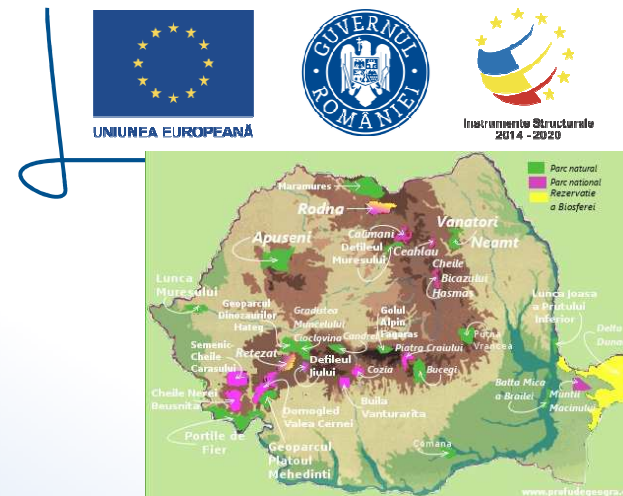 UNIUNEA EUROPEANĂ
GUVERNUL ROMÂNIEI
Instrumente Structurale
2014 - 2020
Parc natural
Parc national
Rezervatie
a Biosferei
Maramures
Rodna
Vanatori
Neamt
Calimani
Defileul
Muresului
Ceahlau
Apuseni
Cheile
Bicazului
Hasmas
Lunca
Muresului
Geoparcul
Dinozaurilor
Hateg
Gradistea
Muncelului
Cioclovina
Golul
Alpin
Fagaras
Candrel
Lunca Joasa
a Prutului
Inferior
Putna
Vrancea
Delta
Semenic
Cheile
Carasului
Retezat
Defileul
Jiului
Cozia
Piatra Craiului
Bucegi
Balta Mica
a Brailei
Muntii
Macinului
Cheile Nerei
Beusnita
Domogled
Valea Cernei
Buila
Vanturarita
Portile de
Fier
Geoparcul
Platoul
Mehedinti
Comana
www.profudegeogra